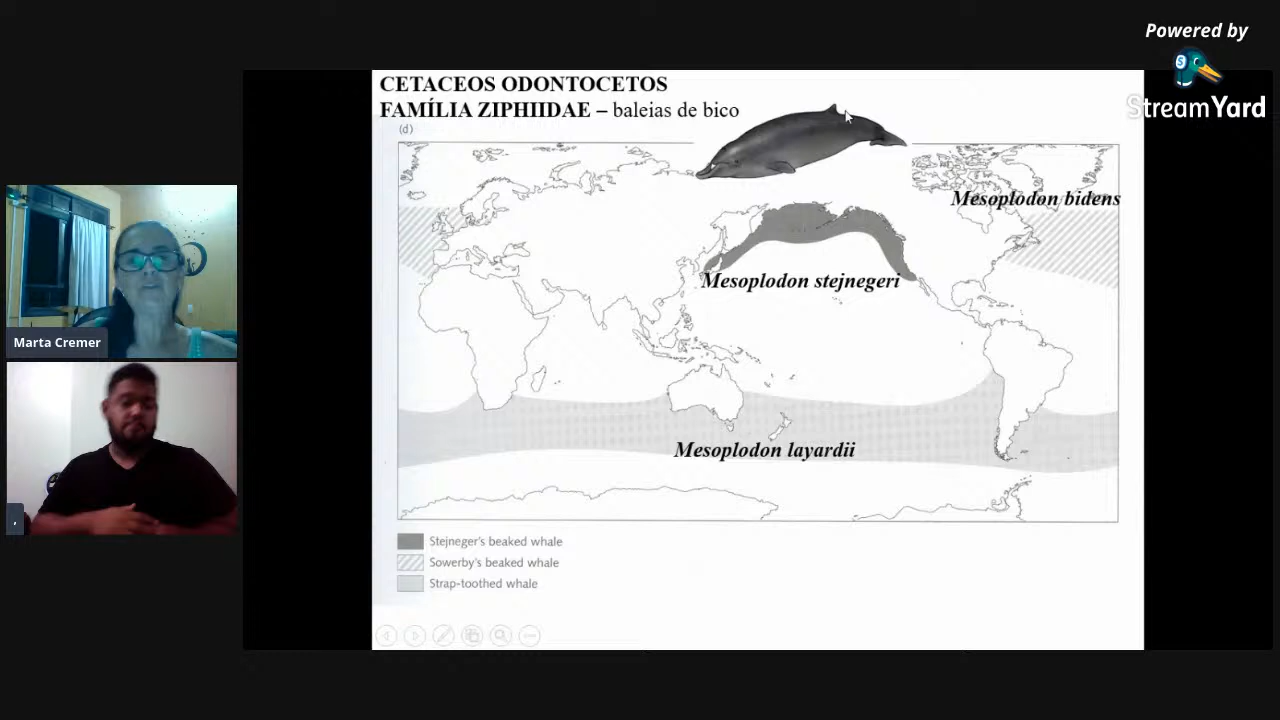 Powered by
StreamYard
CETACEOS ODONTOCETOS
FAMÍLIA ZIPHIIDAE – baleias de bico
(d)
Mesoplodon bidens
Mesoplodon stejnegeri
Mesoplodon layardii
Stejneger's beaked whale
Sowerby's beaked whale
Strap-toothed whale
Marta Cremer
,